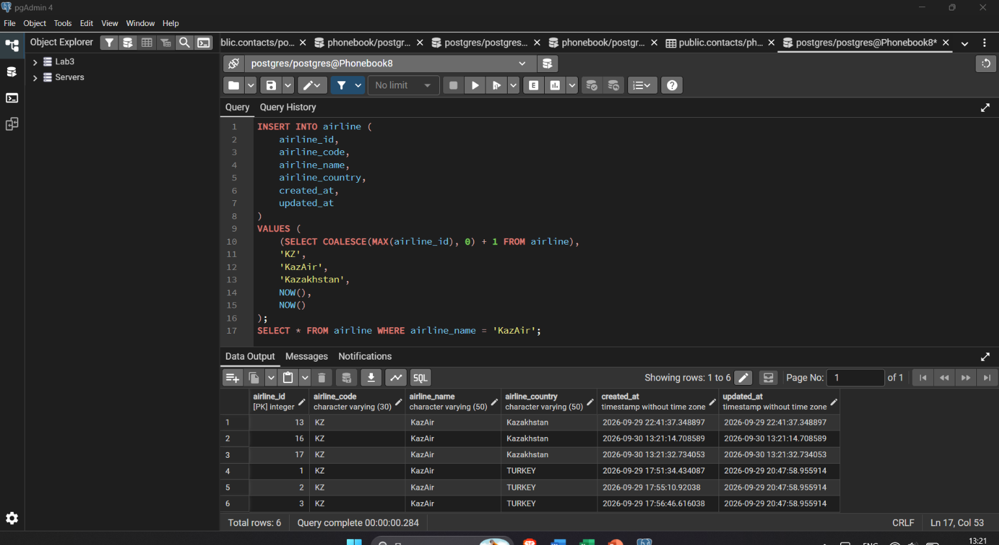 pgAdmin 4
File Object Tools Edit View Window Help
Object Explorer
blic.contacts/po... phonebook/postgr... postgres/postgres... phonebook/postgr... public.contacts/ph... postgres/postgres@Phonebook8*
Lab3
Servers
postgres/postgres@Phonebook8
No limit
E
Query Query History
1 INSERT INTO airline (
2 airline_id,
3 airline_code,
4 airline_name,
5 airline_country,
6 created_at,
7 updated_at
8 )
9 VALUES (
10 (SELECT COALESCE(MAX(airline_id), 0) + 1 FROM airline),
11 'KZ',
12 'KazAir',
13 'Kazakhstan',
14 NOW(),
15 NOW()
16 );
17 SELECT * FROM airline WHERE airline_name = 'KazAir';
Data Output Messages Notifications
SQL Showing rows: 1 to 6 Page No: 1 of 1
airline_id airline_code airline_name airline_country created_at updated_at
[PK] integer character varying (30) character varying (50) character varying (50) timestamp without time zone timestamp without time zone
1 13 KZ KazAir Kazakhstan 2026-09-29 22:41:37.348897 2026-09-29 22:41:37.348897
2 16 KZ KazAir Kazakhstan 2026-09-30 13:21:14.708589 2026-09-30 13:21:14.708589
3 17 KZ KazAir Kazakhstan 2026-09-30 13:21:32.734053 2026-09-30 13:21:32.734053
4 1 KZ KazAir TURKEY 2026-09-29 17:51:34.434087 2026-09-29 20:47:58.955914
5 2 KZ KazAir TURKEY 2026-09-29 17:55:10.92038 2026-09-29 20:47:58.955914
6 3 KZ KazAir TURKEY 2026-09-29 17:56:46.616038 2026-09-29 20:47:58.955914
Total rows: 6 Query complete 00:00:00.284 CRLF Ln 17, Col 53
13:21